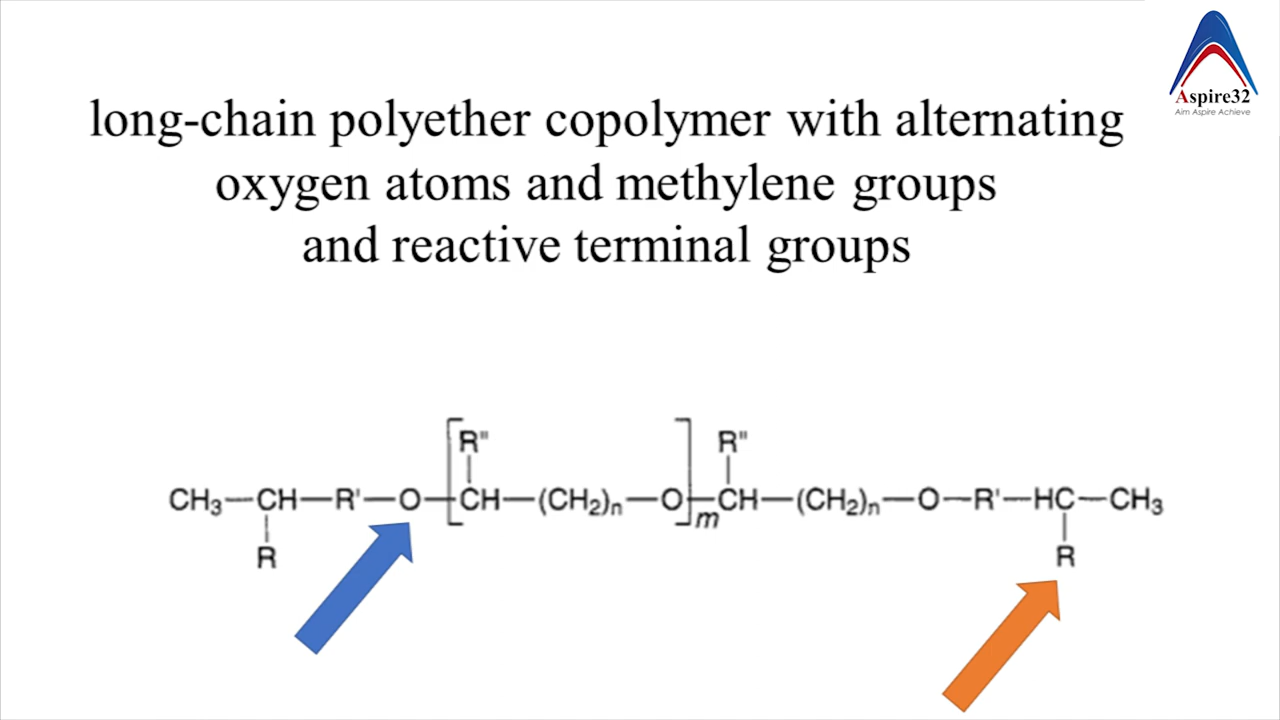 Aspire32
Aim Aspire Achieve
long-chain polyether copolymer with alternating
oxygen atoms and methylene groups
and reactive terminal groups
R" R"
CH₃—CH—R'—O—[CH—(CH₂)ₙ—O]ₘ—CH—(CH₂)ₙ—O—R'—HC—CH₃
R R